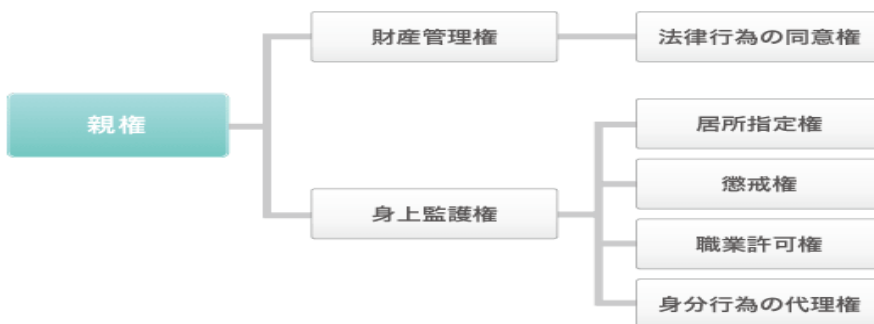 親権
財産管理権
法律行為の同意権
身上監護権
居所指定権
懲戒権
職業許可権
身分行為の代理権